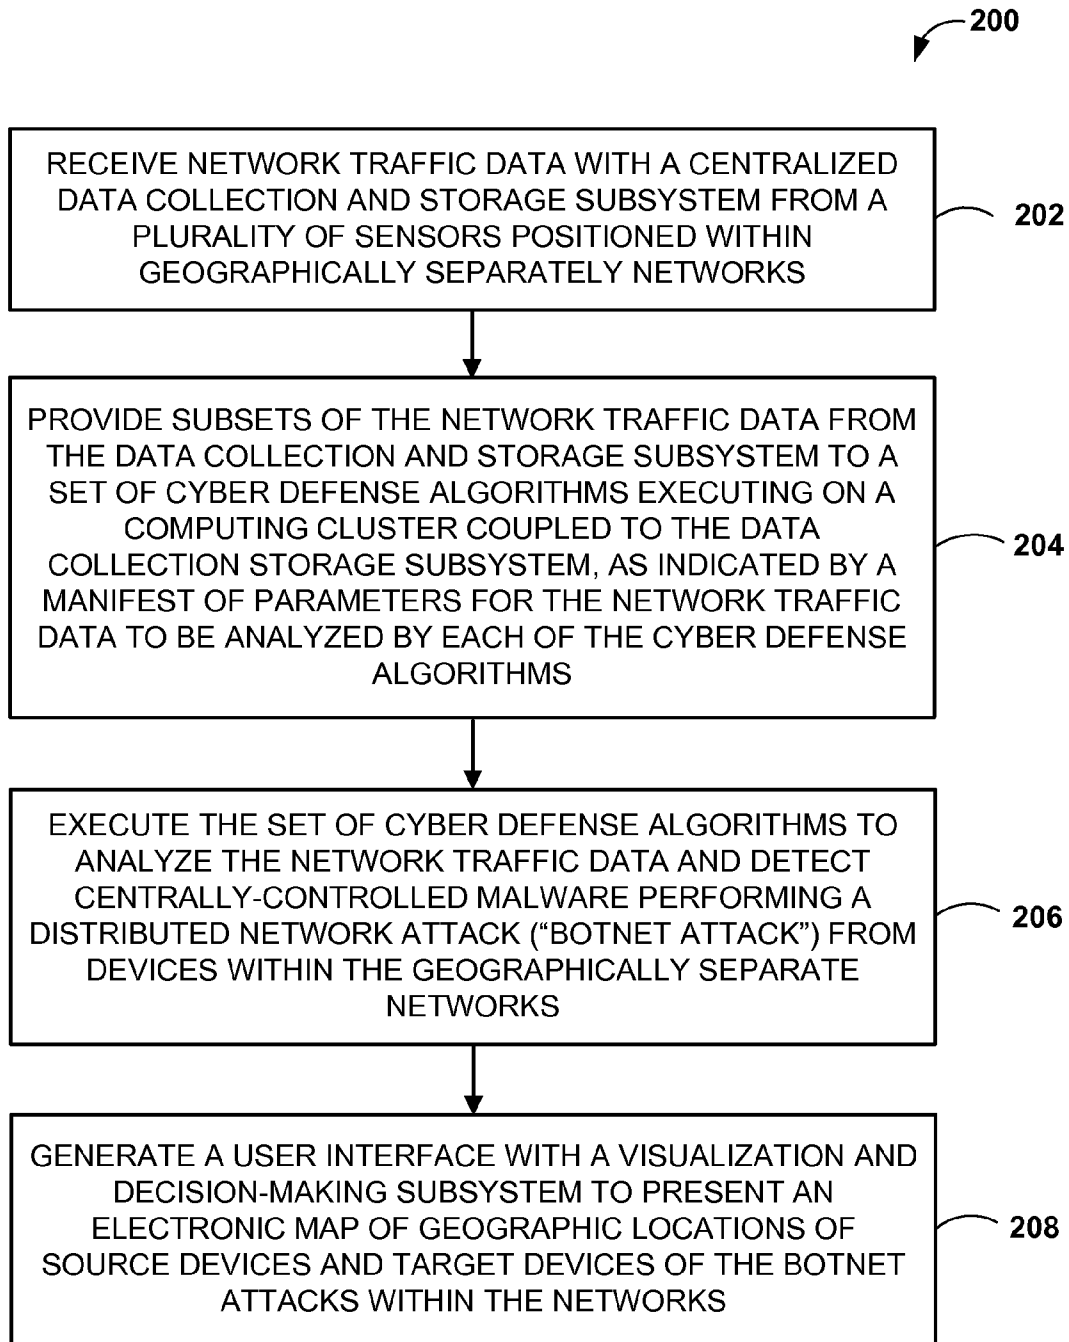 200
RECEIVE NETWORK TRAFFIC DATA WITH A CENTRALIZED
DATA COLLECTION AND STORAGE SUBSYSTEM FROM A
PLURALITY OF SENSORS POSITIONED WITHIN
GEOGRAPHICALLY SEPARATELY NETWORKS
202
PROVIDE SUBSETS OF THE NETWORK TRAFFIC DATA FROM
THE DATA COLLECTION AND STORAGE SUBSYSTEM TO A
SET OF CYBER DEFENSE ALGORITHMS EXECUTING ON A
COMPUTING CLUSTER COUPLED TO THE DATA
COLLECTION STORAGE SUBSYSTEM, AS INDICATED BY A
MANIFEST OF PARAMETERS FOR THE NETWORK TRAFFIC
DATA TO BE ANALYZED BY EACH OF THE CYBER DEFENSE
ALGORITHMS
204
EXECUTE THE SET OF CYBER DEFENSE ALGORITHMS TO
ANALYZE THE NETWORK TRAFFIC DATA AND DETECT
CENTRALLY-CONTROLLED MALWARE PERFORMING A
DISTRIBUTED NETWORK ATTACK (“BOTNET ATTACK”) FROM
DEVICES WITHIN THE GEOGRAPHICALLY SEPARATE
NETWORKS
206
GENERATE A USER INTERFACE WITH A VISUALIZATION AND
DECISION-MAKING SUBSYSTEM TO PRESENT AN
ELECTRONIC MAP OF GEOGRAPHIC LOCATIONS OF
SOURCE DEVICES AND TARGET DEVICES OF THE BOTNET
ATTACKS WITHIN THE NETWORKS
208